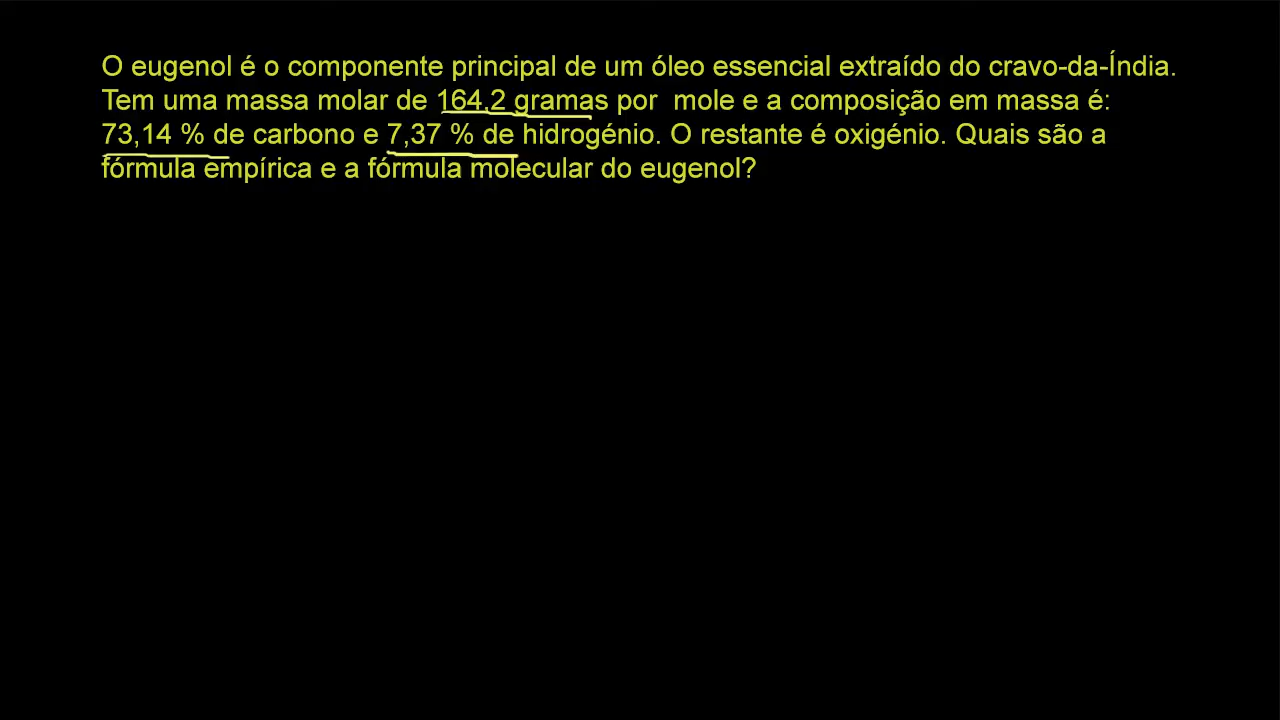 O eugenol é o componente principal de um óleo essencial extraído do cravo-da-Índia.
Tem uma massa molar de 164,2 gramas por mole e a composição em massa é:
73,14 % de carbono e 7,37 % de hidrogénio. O restante é oxigénio. Quais são a
fórmula empírica e a fórmula molecular do eugenol?